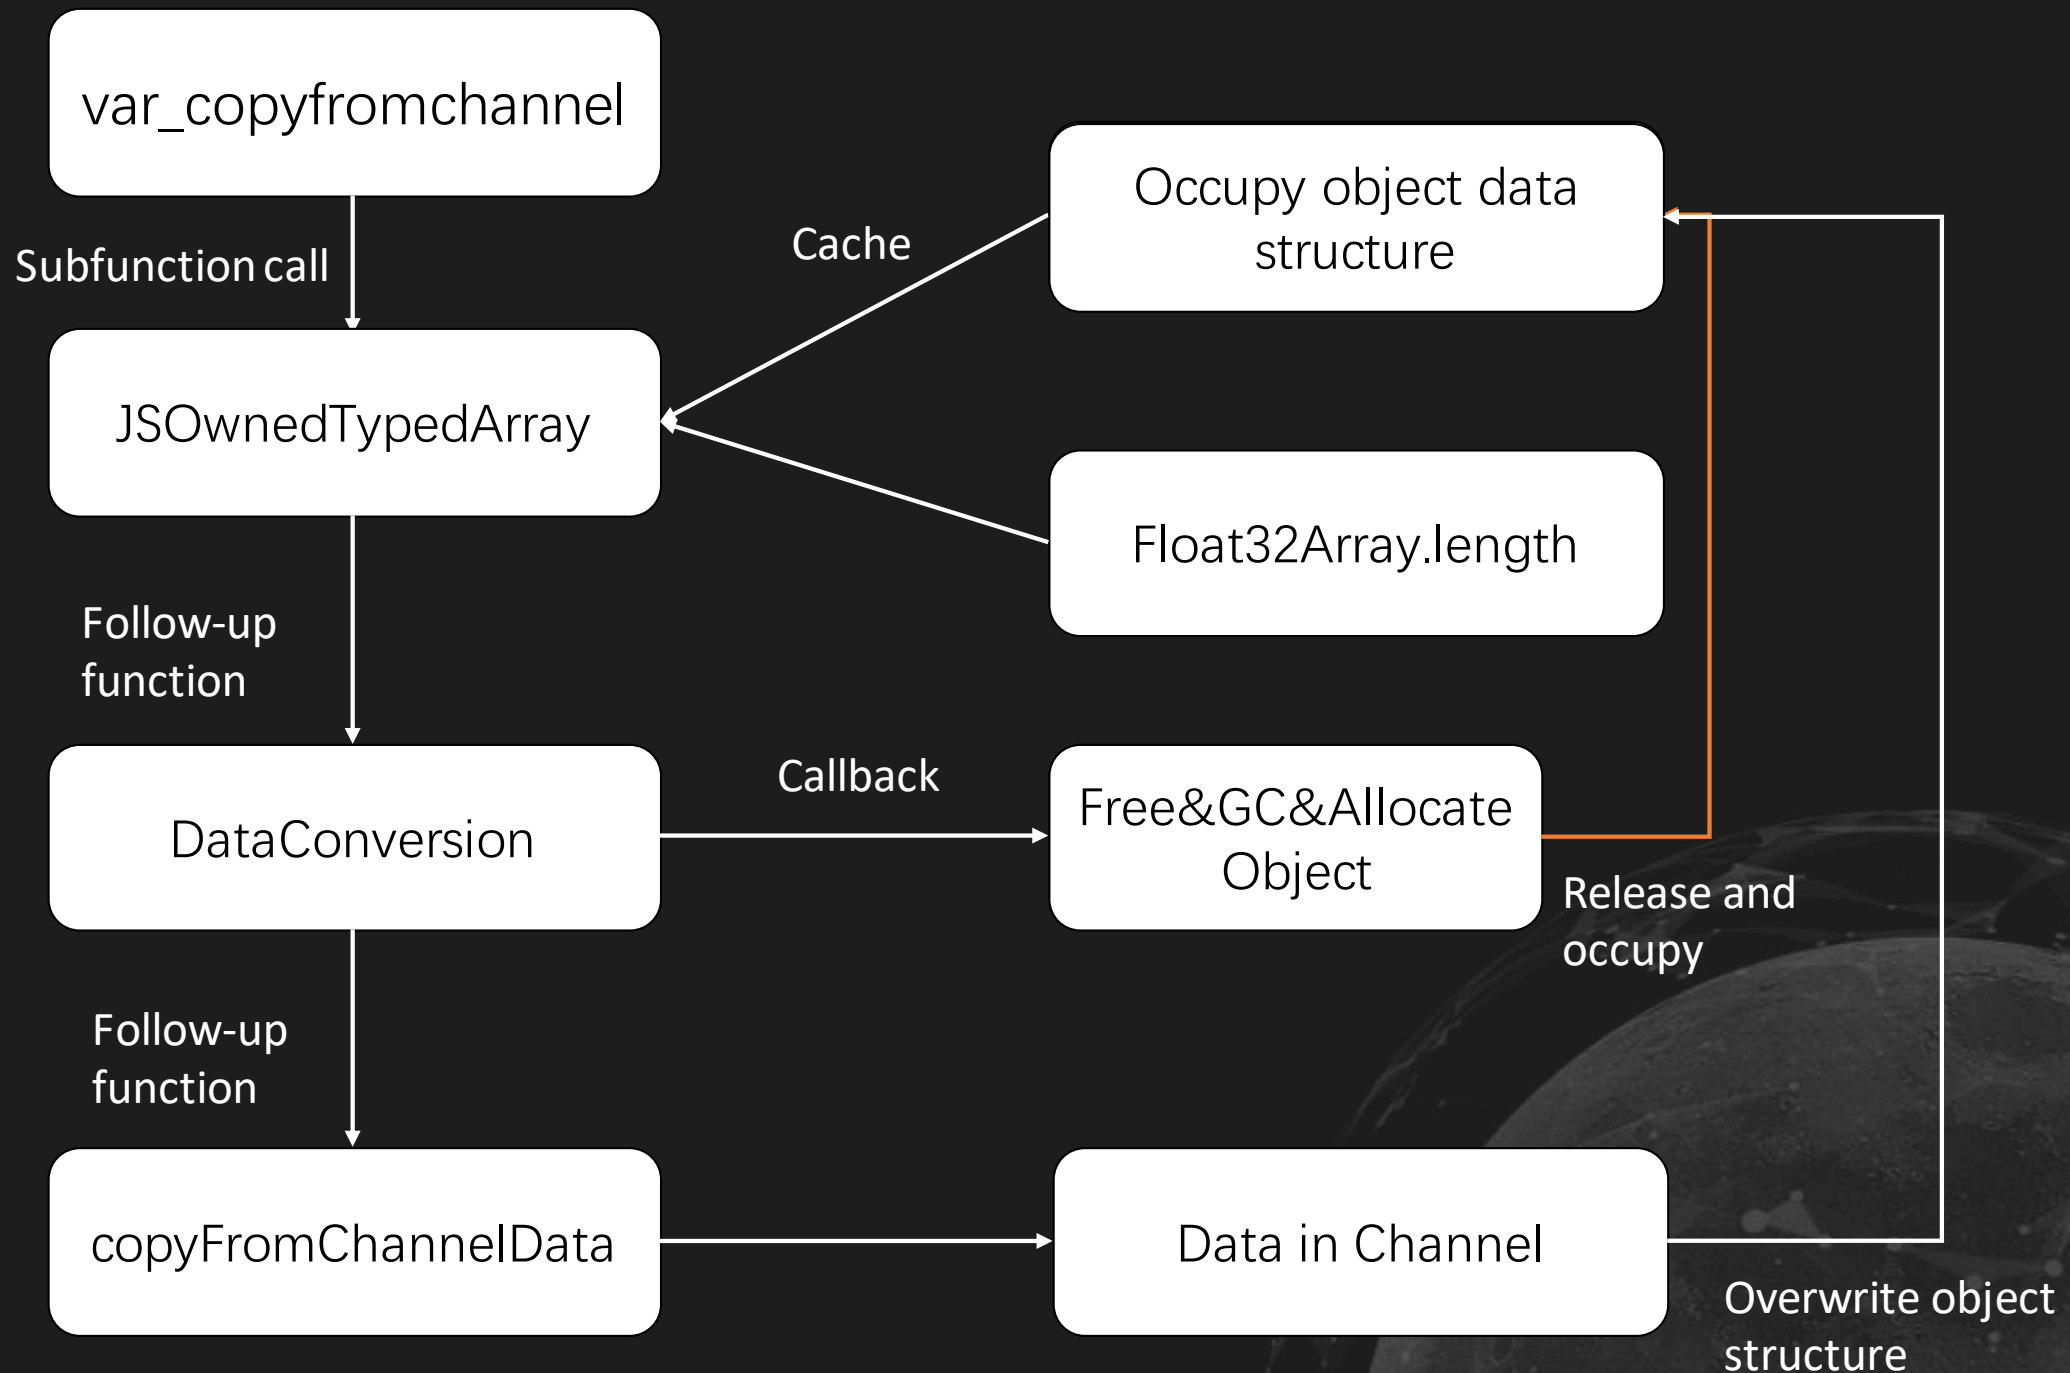 var_copyfromchannel
Subfunction call
Cache
Occupy object data
structure
JSOwnedTypedArray
Float32Array.length
Follow-up
function
DataConversion
Callback
Free&GC&Allocate
Object
Release and
occupy
Follow-up
function
copyFromChannelData
Data in Channel
Overwrite object
structure